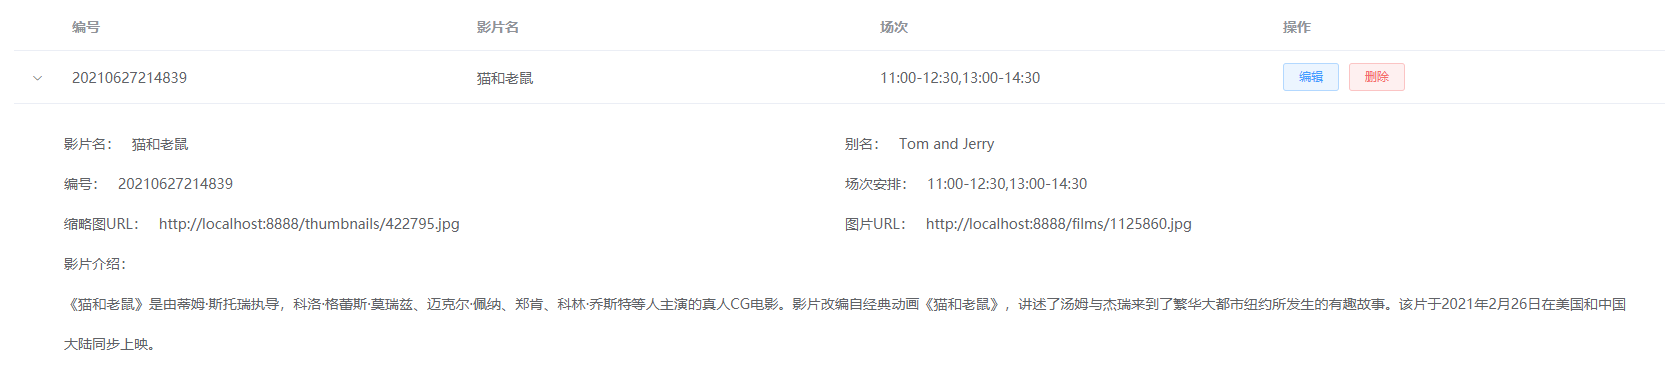 编号 影片名 场次 操作
20210627214839 猫和老鼠 11:00-12:30,13:00-14:30 编辑 删除
影片名： 猫和老鼠 别名： Tom and Jerry
编号： 20210627214839 场次安排： 11:00-12:30,13:00-14:30
缩略图URL： http://localhost:8888/thumbnails/422795.jpg 图片URL： http://localhost:8888/films/1125860.jpg
影片介绍：
《猫和老鼠》是由蒂姆·斯托瑞执导，科洛·格蕾斯·莫瑞兹、迈克尔·佩纳、郑肯、科林·乔斯特等人主演的真人CG电影。影片改编自经典动画《猫和老鼠》，讲述了汤姆与杰瑞来到了繁华大都市纽约所发生的有趣故事。该片于2021年2月26日在美国和中国
大陆同步上映。